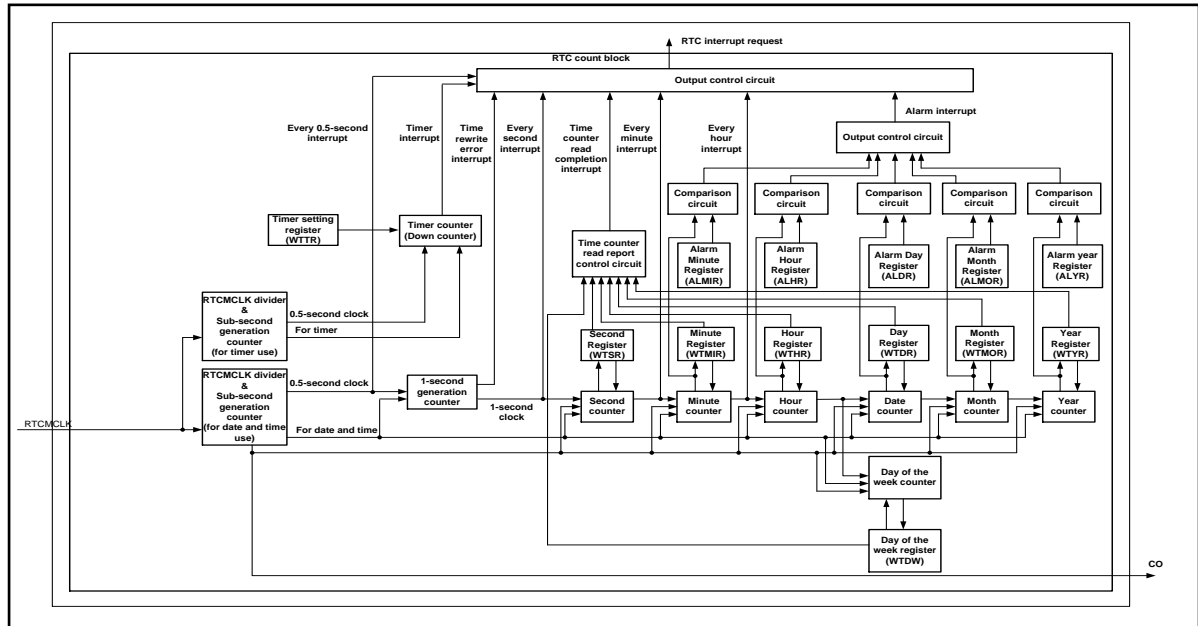 RTC interrupt request
RTC count block
Output control circuit
Every 0.5-second
interrupt
Timer
interrupt
Time
rewrite
error
interrupt
Every
second
interrupt
Time
counter
read
completion
interrupt
Every
minute
interrupt
Every
hour
interrupt
Alarm interrupt
Output control
circuit
Comparison
circuit
Comparison
circuit
Comparison
circuit
Comparison
circuit
Comparison
circuit
Timer setting
register
(WTTR)
Timer counter
(Down counter)
Time counter
read report
control circuit
Alarm
Minute
Register
(ALMIR)
Alarm
Hour
Register
(ALHR)
Alarm Day
Register
(ALDR)
Alarm
Month
Register
(ALMOR)
Alarm year
Register
(ALYR)
RTCMCLK divider
&
Sub-second
generation
counter
(for timer use)
0.5-second clock
For timer
Second
Register
(WTSR)
Minute
Register
(WTMIR)
Hour
Register
(WTHR)
Day
Register
(WTDR)
Month
Register
(WTMOR)
Year
Register
(WTYR)
RTCMCLK
RTCMCLK divider
&
Sub-second
generation
counter
(for date and time
use)
0.5-second clock
For date and time
1-second
generation
counter
1-second
clock
Second
counter
Minute
counter
Hour
counter
Date
counter
Month
counter
Year
counter
Day of the
week counter
Day of the
week register
(WTDW)
CO